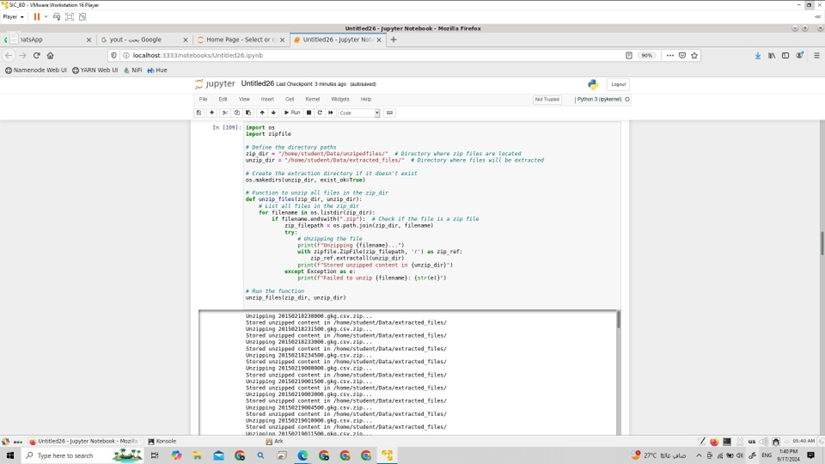 SIC_BD - VMware Workstation 16 Player
Player
Untitled26 - Jupyter Notebook - Mozilla Firefox
atsApp
yout - بحث Google
Home Page - Select or c
Untitled26 - Jupyter Not
localhost:3333/notebooks/Untitled26.ipynb
90%
Namenode Web UI
YARN Web UI
NiFi
Hue
jupyter Untitled26 Last Checkpoint: 3 minutes ago (autosaved)
Logout
File Edit View Insert Cell Kernel Widgets Help
Not Trusted
Python 3 (ipykernel)
Run
Code
In [109]:
import os
import zipfile
# Define the directory paths
zip_dir = "/home/student/Data/unzipedfiles/" # Directory where zip files are located
unzip_dir = "/home/student/Data/extracted_files/" # Directory where files will be extracted
# Create the extraction directory if it doesn't exist
os.makedirs(unzip_dir, exist_ok=True)
# Function to unzip all files in the zip_dir
def unzip_files(zip_dir, unzip_dir):
# List all files in the zip_dir
for filename in os.listdir(zip_dir):
if filename.endswith(".zip"): # Check if the file is a zip file
zip_filepath = os.path.join(zip_dir, filename)
try:
# Unzipping the file
print(f"Unzipping {filename}...")
with zipfile.ZipFile(zip_filepath, 'r') as zip_ref:
zip_ref.extractall(unzip_dir)
print(f"Stored unzipped content in {unzip_dir}")
except Exception as e:
print(f"Failed to unzip {filename}: {str(e)}")
# Run the function
unzip_files(zip_dir, unzip_dir)
Unzipping 20150218230000.gkg.csv.zip...
Stored unzipped content in /home/student/Data/extracted_files/
Unzipping 20150218231500.gkg.csv.zip...
Stored unzipped content in /home/student/Data/extracted_files/
Unzipping 20150218233000.gkg.csv.zip...
Stored unzipped content in /home/student/Data/extracted_files/
Unzipping 20150218234500.gkg.csv.zip...
Stored unzipped content in /home/student/Data/extracted_files/
Unzipping 20150219000000.gkg.csv.zip...
Stored unzipped content in /home/student/Data/extracted_files/
Unzipping 20150219001500.gkg.csv.zip...
Stored unzipped content in /home/student/Data/extracted_files/
Unzipping 20150219003000.gkg.csv.zip...
Stored unzipped content in /home/student/Data/extracted_files/
Unzipping 20150219004500.gkg.csv.zip...
Stored unzipped content in /home/student/Data/extracted_files/
Unzipping 20150219010000.gkg.csv.zip...
Stored unzipped content in /home/student/Data/extracted_files/
Unzipping 20150219011500.gkg.csv.zip...
Untitled26 - Jupyter Notebook - Mozilla
Konsole
Ark
us
05:40 AM
Type here to search
27°C صافي غالبًا
ENG
1:40 PM
9/17/2024